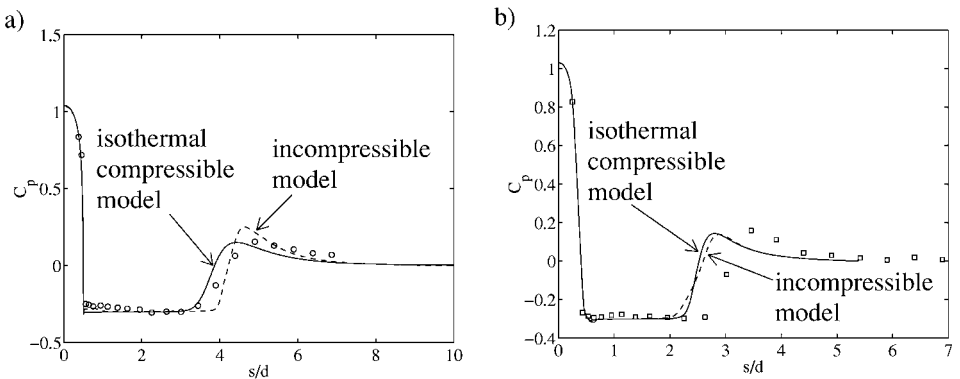 a)
1.5
1
0.5
0
−0.5
C_p
0
2
4
6
8
10
s/d
isothermal
compressible
model
incompressible
model
b)
1.2
1
0.8
0.6
0.4
0.2
0
−0.2
−0.4
C_p
0
1
2
3
4
5
6
7
s/d
isothermal
compressible
model
incompressible
model